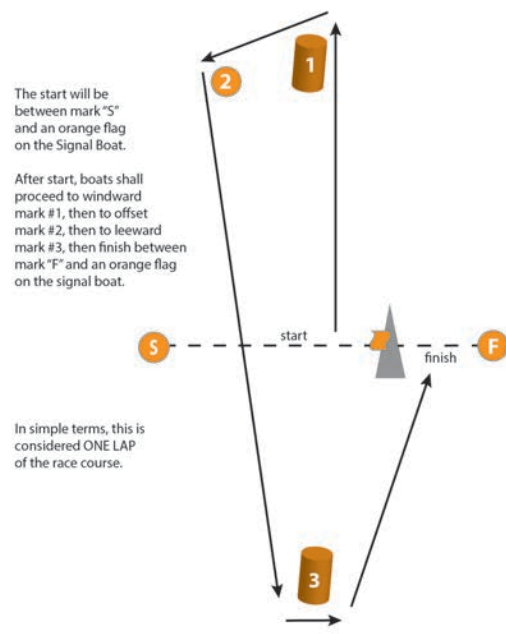 1
2
The start will be
between mark "S"
and an orange flag
on the Signal Boat.
After start, boats shall
proceed to windward
mark #1, then to offset
mark #2, then to leeward
mark #3, then finish between
mark "F" and an orange flag
on the signal boat.
S
start
F
finish
In simple terms, this is
considered ONE LAP
of the race course.
3